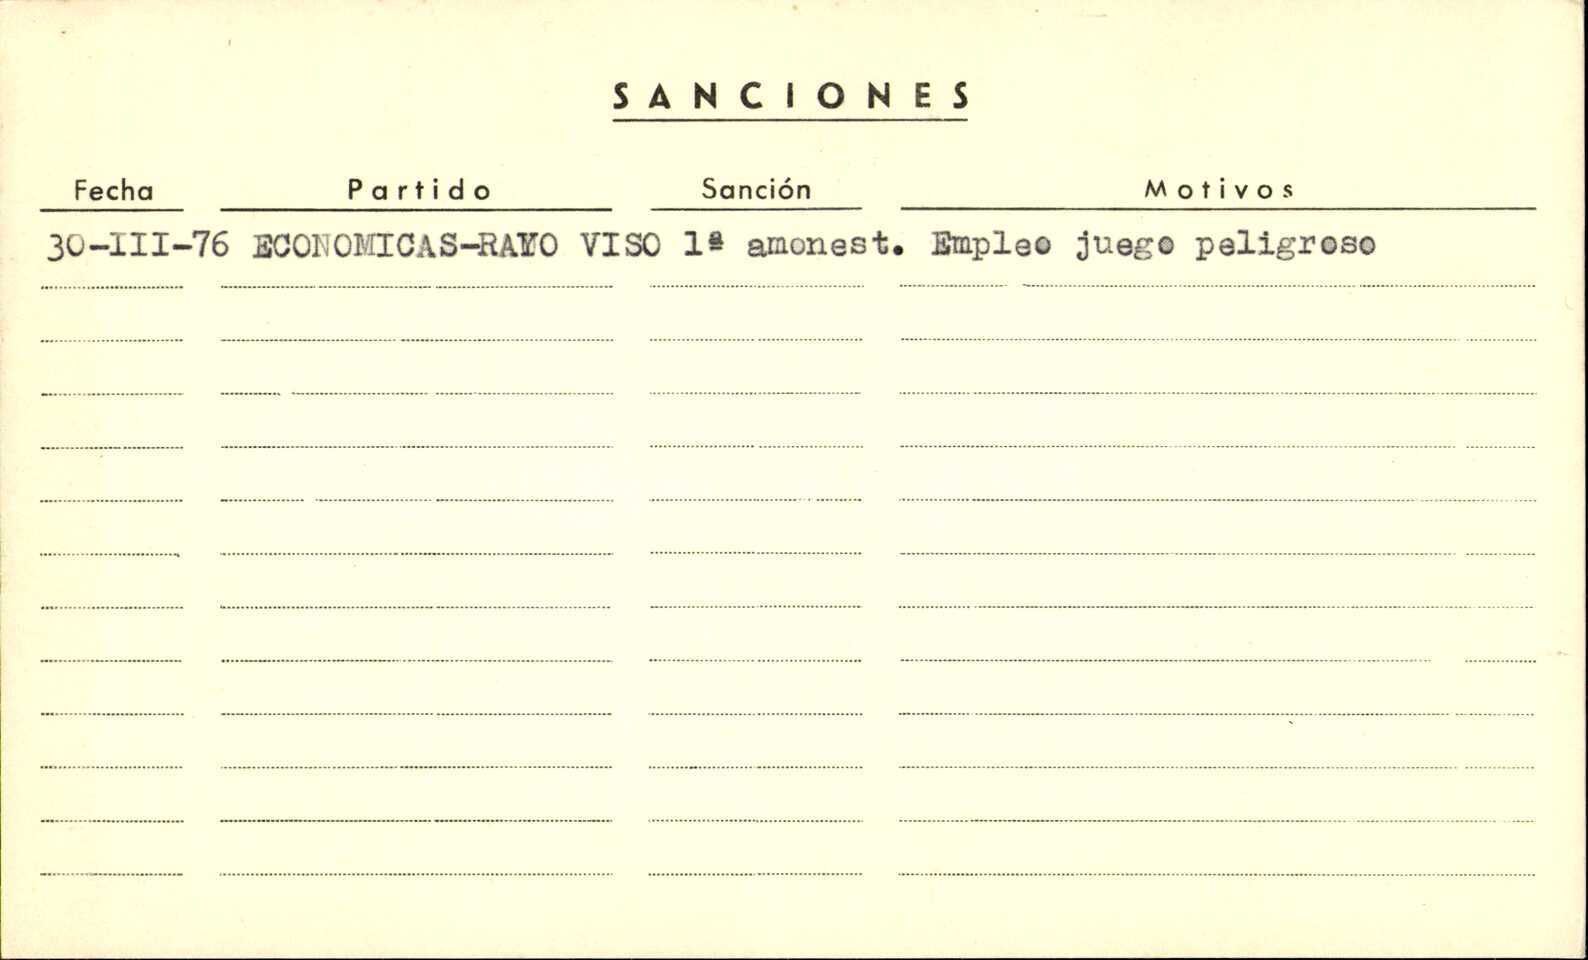 SANCIONES
Fecha Partido Sanción Motivos
30-III-76 ECONOMICAS-RAYO VISO 1ª amonest. Empleo juego peligroso